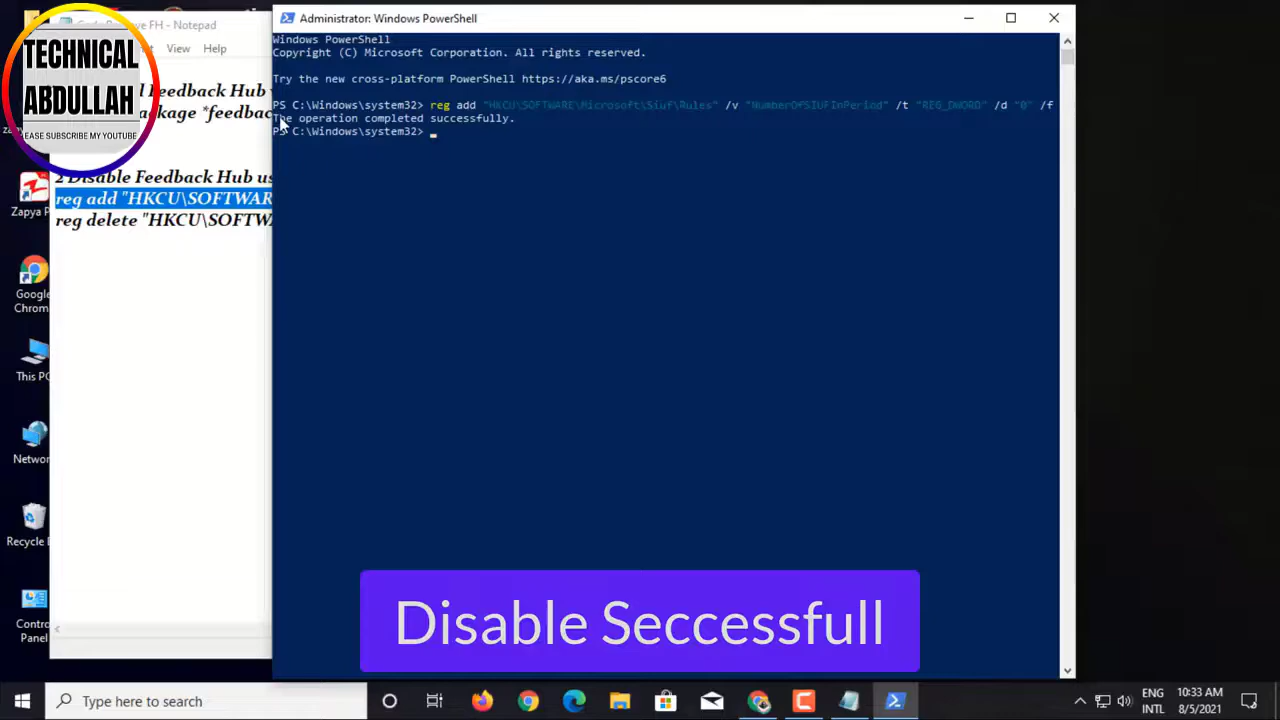 FH - Notepad
View Help
TECHNICAL
ABDULLAH
EASE SUBSCRIBE MY YOUTUBE
Feedback Hub
ackage *feedbac
2 Disable Feedback Hub us
reg add "HKCU\SOFTWAR
reg delete "HKCU\SOFTWA
Administrator: Windows PowerShell
Windows PowerShell
Copyright (C) Microsoft Corporation. All rights reserved.
Try the new cross-platform PowerShell https://aka.ms/pscore6
PS C:\Windows\system32> reg add "HKCU\SOFTWARE\Microsoft\Siuf\Rules" /v "NumberOfSIUFInPeriod" /t "REG_DWORD" /d "0" /f
The operation completed successfully.
PS C:\Windows\system32>
Zapya P
Google
Chrom
This PC
Networ
Recycle
Contro
Panel
Disable Seccessfull
Type here to search
ENG
INTL
10:33 AM
8/5/2021